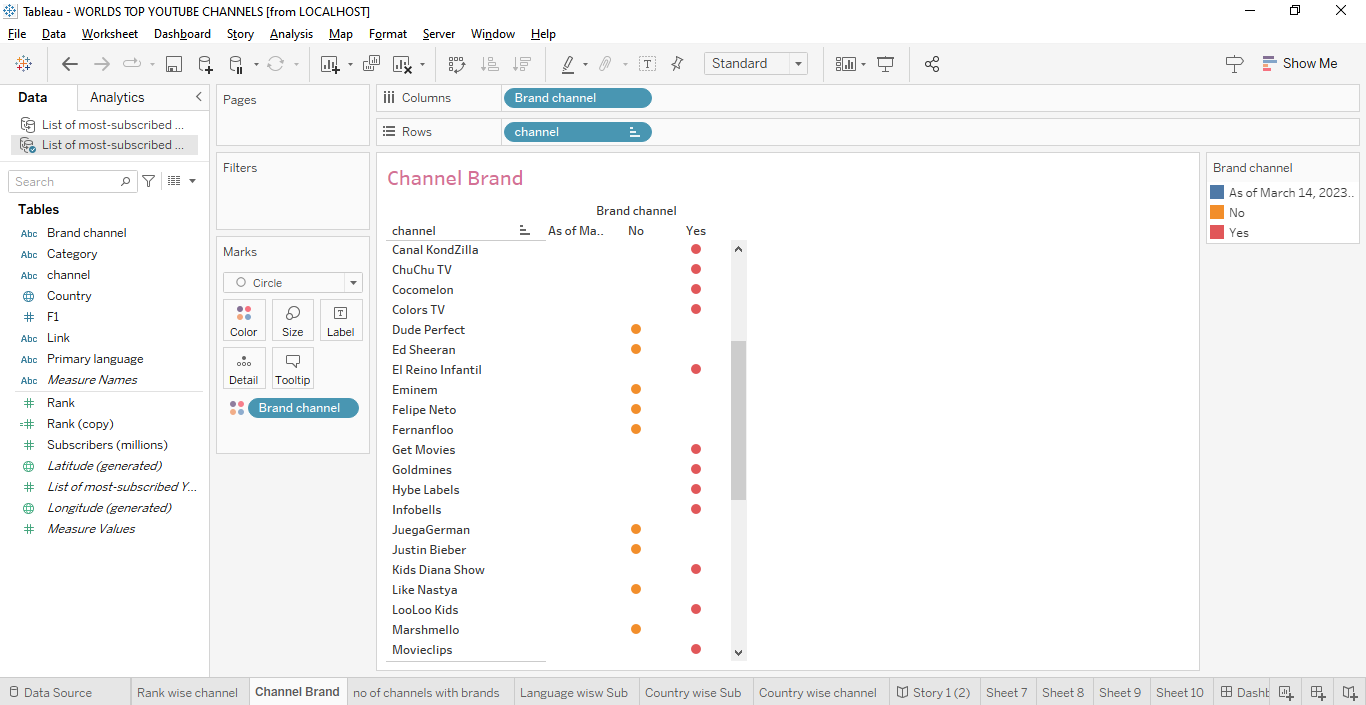 Tableau - WORLDS TOP YOUTUBE CHANNELS [from LOCALHOST]
File Data Worksheet Dashboard Story Analysis Map Format Server Window Help
Standard
Show Me
Data Analytics
List of most-subscribed ...
List of most-subscribed ...
Search
Tables
Abc Brand channel
Abc Category
Abc channel
Country
# F1
Abc Link
Abc Primary language
Abc Measure Names
# Rank
=# Rank (copy)
# Subscribers (millions)
Latitude (generated)
# List of most-subscribed Y...
Longitude (generated)
# Measure Values
Pages
Filters
Marks
Circle
Color Size Label
Detail Tooltip
Brand channel
Columns Brand channel
Rows channel
Channel Brand
Brand channel
channel As of Ma.. No Yes
Canal KondZilla
ChuChu TV
Cocomelon
Colors TV
Dude Perfect
Ed Sheeran
El Reino Infantil
Eminem
Felipe Neto
Fernanfloo
Get Movies
Goldmines
Hybe Labels
Infobells
JuegaGerman
Justin Bieber
Kids Diana Show
Like Nastya
LooLoo Kids
Marshmello
Movieclips
Brand channel
As of March 14, 2023..
No
Yes
Data Source Rank wise channel Channel Brand no of channels with brands Language wisw Sub Country wise Sub Country wise channel Story 1 (2) Sheet 7 Sheet 8 Sheet 9 Sheet 10 Dashb